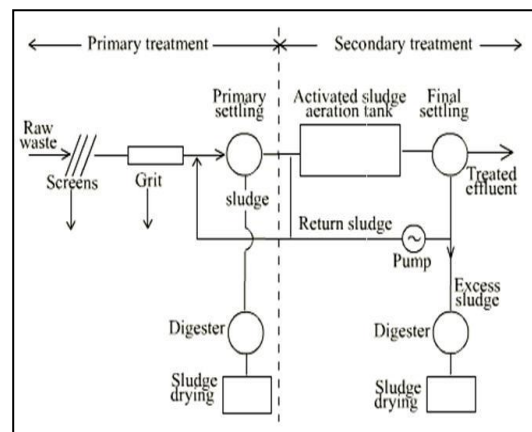 Primary treatment
Secondary treatment
Primary
settling
Activated sludge
aeration tank
Final
settling
Raw
waste
Screens
Grit
sludge
Treated
effluent
Return sludge
Pump
Excess
sludge
Digester
Digester
Sludge
drying
Sludge
drying